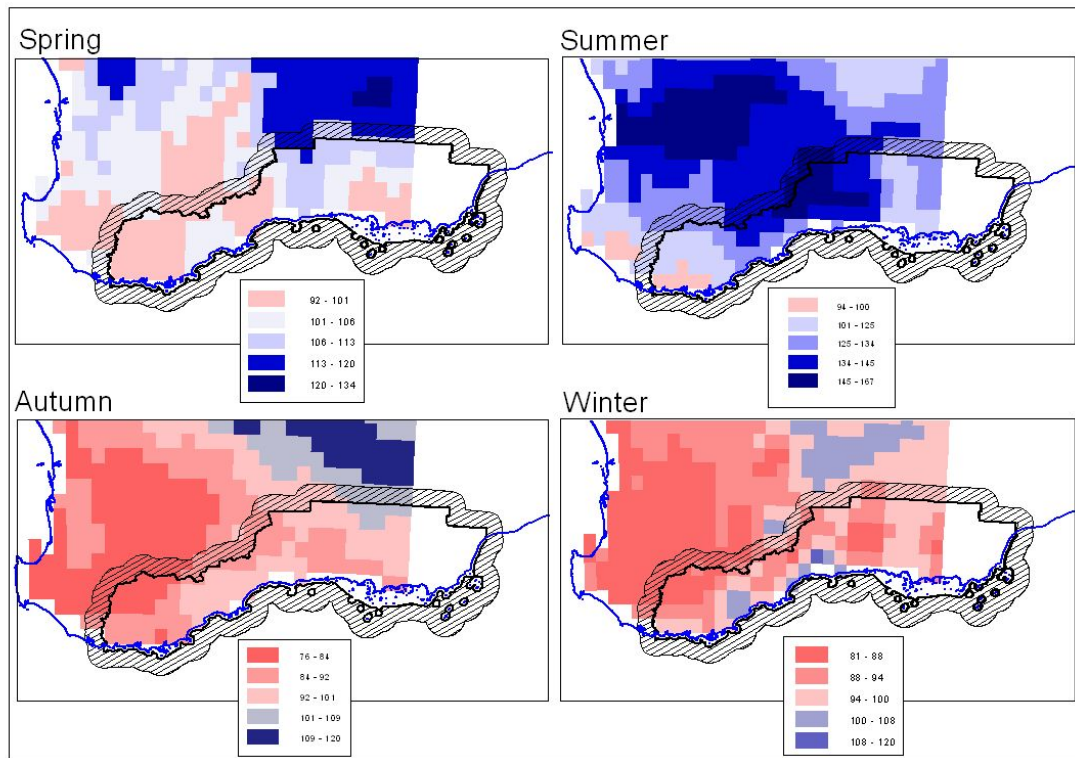 Spring
92 - 101
101 - 106
106 - 113
113 - 120
120 - 134
Summer
94 - 100
101 - 125
125 - 134
134 - 145
145 - 167
Autumn
76 - 84
84 - 92
92 - 101
101 - 109
109 - 120
Winter
81 - 88
88 - 94
94 - 100
100 - 108
108 - 120